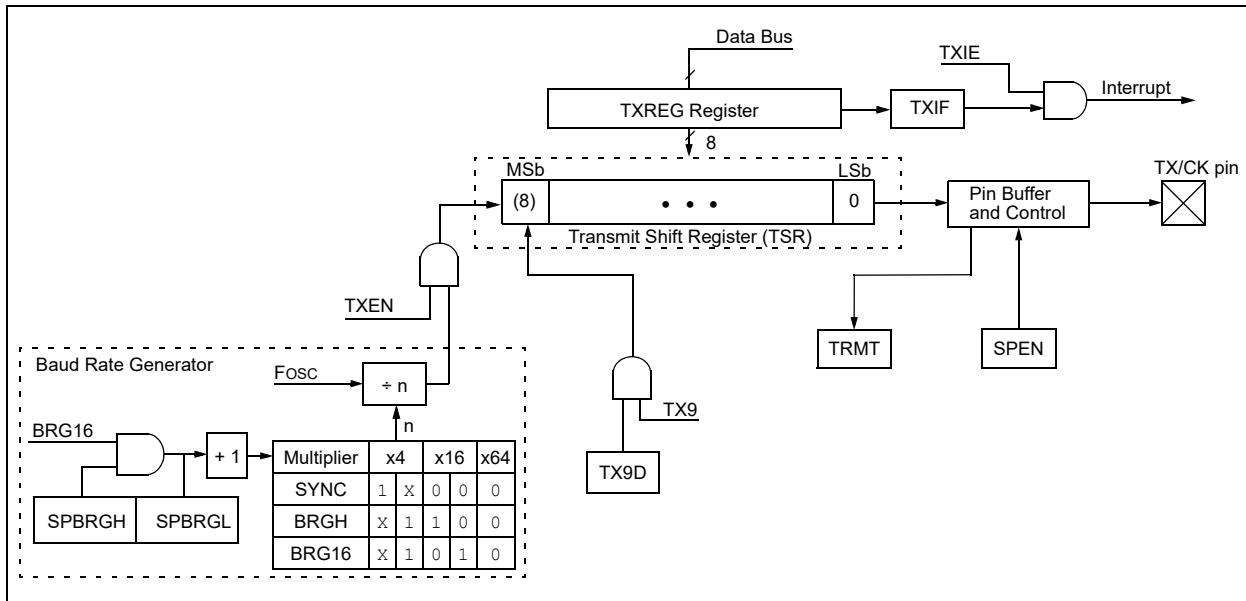 Data Bus
TXIE
Interrupt
TXREG Register
TXIF
8
MSb
LSb
TX/CK pin
(8)
• • •
0
Pin Buffer
and Control
Transmit Shift Register (TSR)
TXEN
TRMT
SPEN
Baud Rate Generator
FOSC
÷ n
TX9
n
BRG16
+ 1
Multiplier x4 x16 x64
TX9D
SYNC 1 X 0 0 0
SPBRGH SPBRGL
BRGH X 1 1 0 0
BRG16 X 1 0 1 0